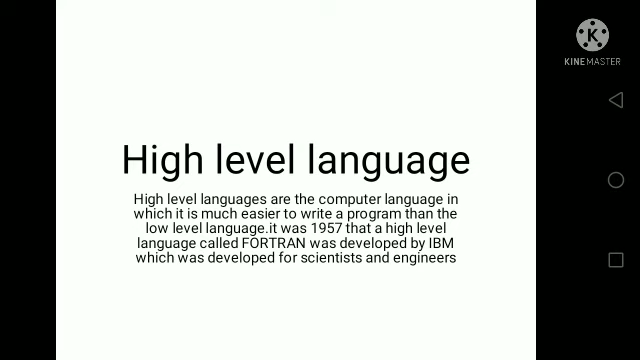 High level language
High level languages are the computer language in
which it is much easier to write a program than the
low level language.it was 1957 that a high level
language called FORTRAN was developed by IBM
which was developed for scientists and engineers
K
KINEMASTER